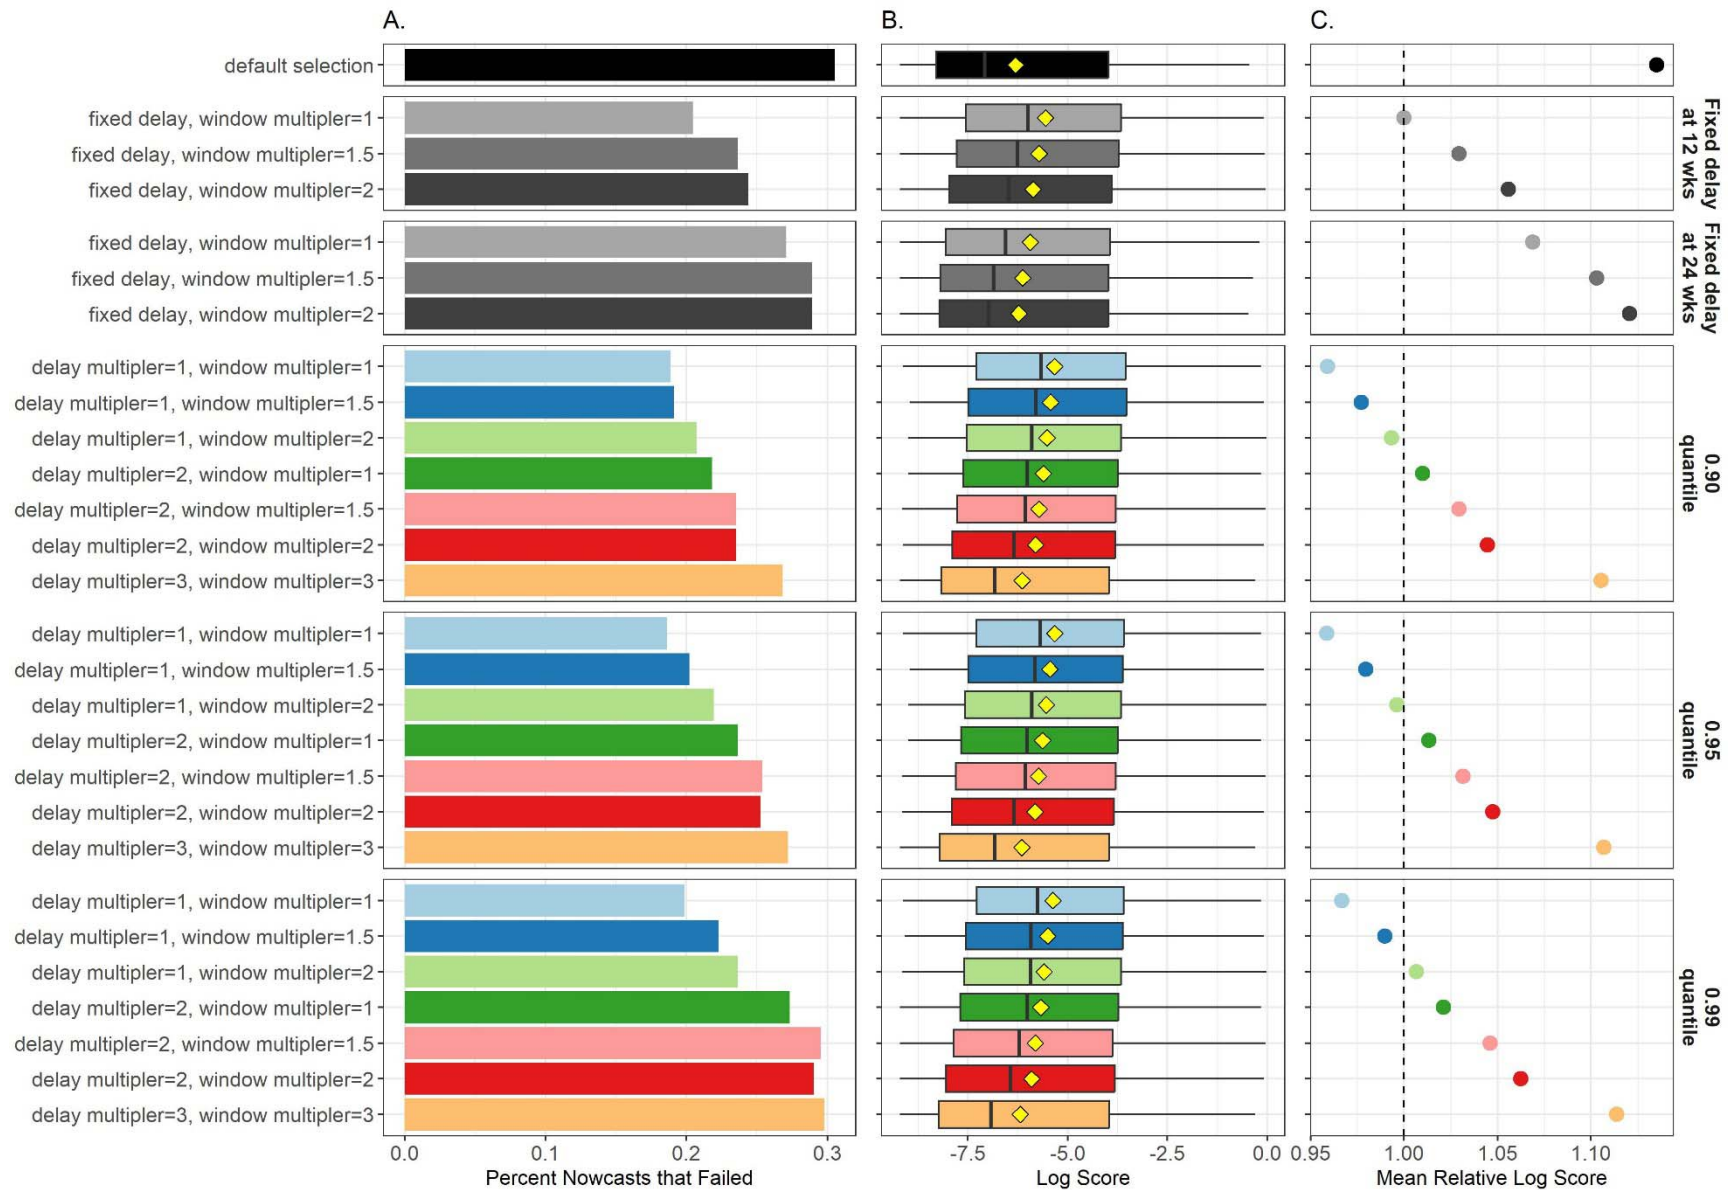 A.
B.
C.
default selection
fixed delay, window multipler=1
fixed delay, window multipler=1.5
fixed delay, window multipler=2
Fixed delay
at 12 wks
fixed delay, window multipler=1
fixed delay, window multipler=1.5
fixed delay, window multipler=2
Fixed delay
at 24 wks
delay multipler=1, window multipler=1
delay multipler=1, window multipler=1.5
delay multipler=1, window multipler=2
delay multipler=2, window multipler=1
delay multipler=2, window multipler=1.5
delay multipler=2, window multipler=2
delay multipler=3, window multipler=3
0.90
quantile
delay multipler=1, window multipler=1
delay multipler=1, window multipler=1.5
delay multipler=1, window multipler=2
delay multipler=2, window multipler=1
delay multipler=2, window multipler=1.5
delay multipler=2, window multipler=2
delay multipler=3, window multipler=3
0.95
quantile
delay multipler=1, window multipler=1
delay multipler=1, window multipler=1.5
delay multipler=1, window multipler=2
delay multipler=2, window multipler=1
delay multipler=2, window multipler=1.5
delay multipler=2, window multipler=2
delay multipler=3, window multipler=3
0.99
quantile
0.0 0.1 0.2 0.3
Percent Nowcasts that Failed
-7.5 -5.0 -2.5 0.0
Log Score
0.95 1.00 1.05 1.10
Mean Relative Log Score